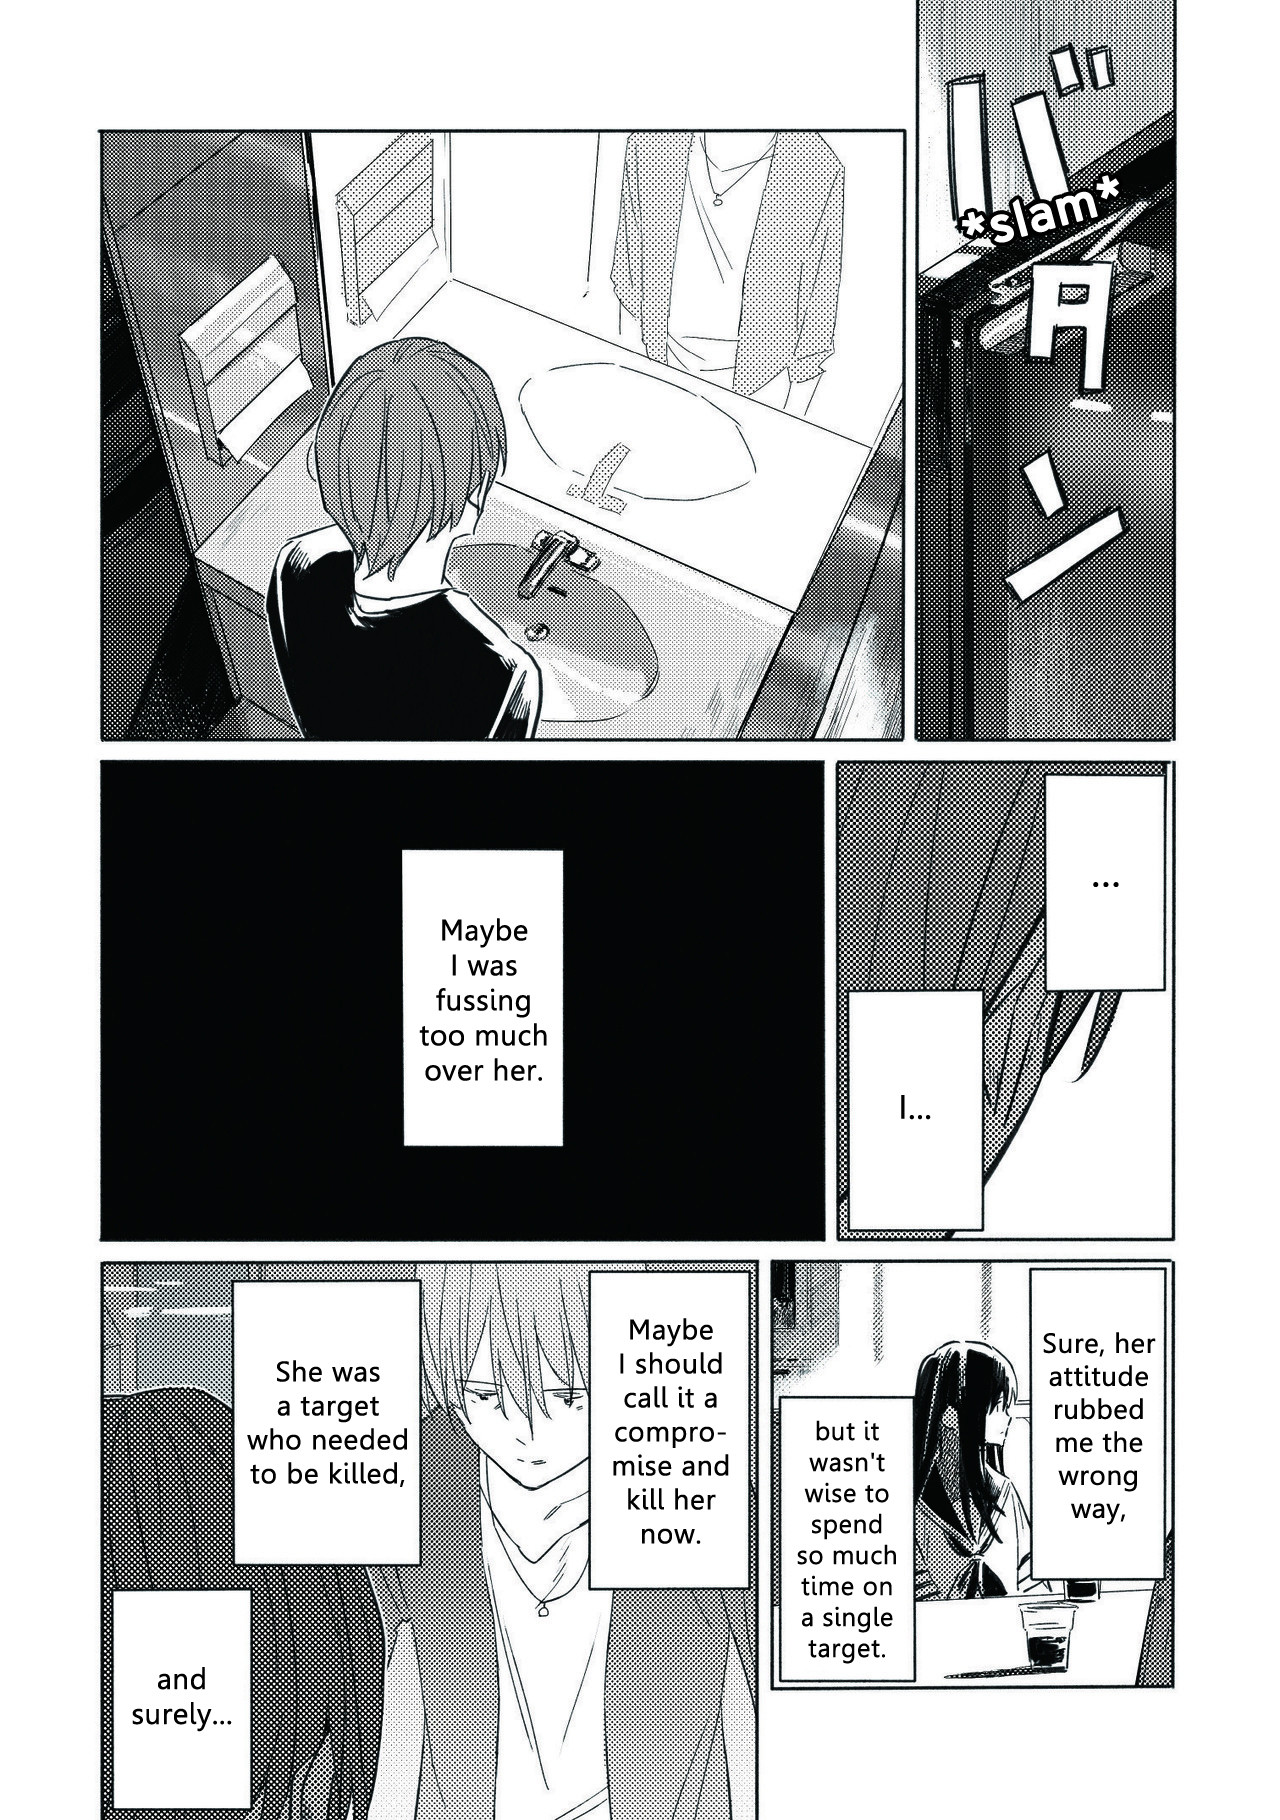 バタン
*slam*
...
I...
Maybe
I was
fussing
too much
over her.
Sure, her
attitude
rubbed
me the
wrong
way,
but it
wasn't
wise to
spend
so much
time on
a single
target.
Maybe
I should
call it a
compro-
mise and
kill her
now.
She was
a target
who needed
to be killed,
and
surely...